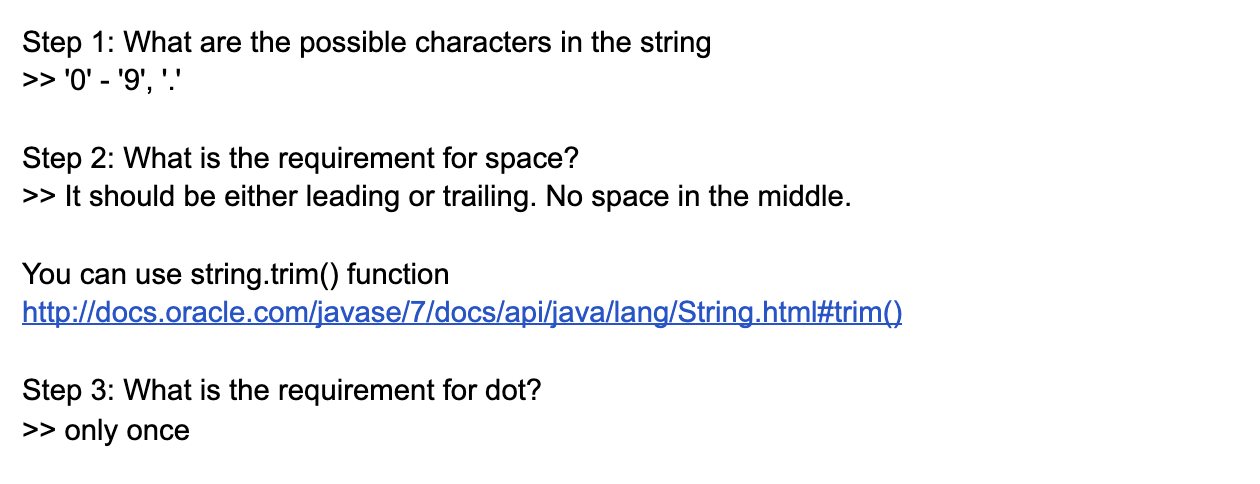 Step 1: What are the possible characters in the string
>> '0' - '9', '.'
Step 2: What is the requirement for space?
>> It should be either leading or trailing. No space in the middle.
You can use string.trim() function
http://docs.oracle.com/javase/7/docs/api/java/lang/String.html#trim()
Step 3: What is the requirement for dot?
>> only once